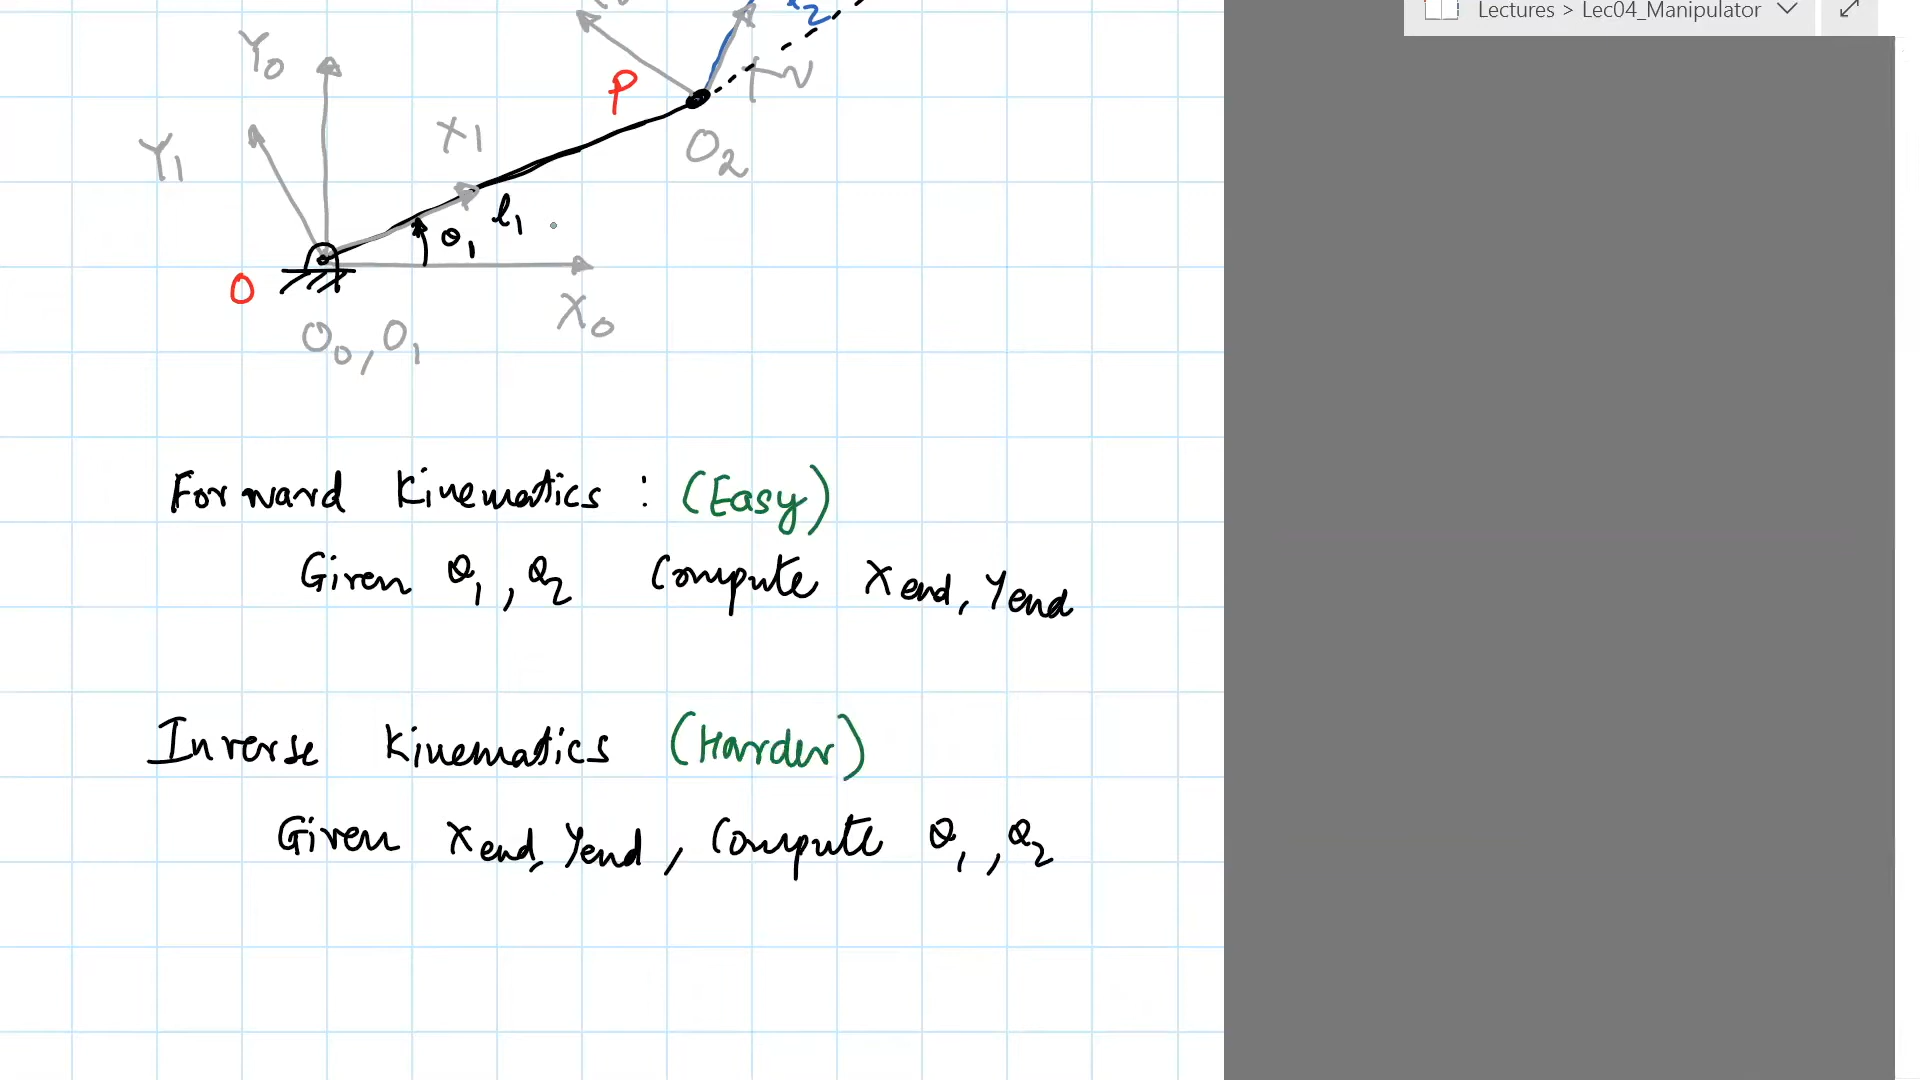 Lectures > Lec04_Manipulator
Y0
P
X1
Y1
O2
l1
θ1
O
X0
O0, O1
Forward Kinematics : (Easy)
Given θ1, θ2 Compute xend, yend
Inverse Kinematics (Harder)
Given xend, yend, Compute θ1, θ2